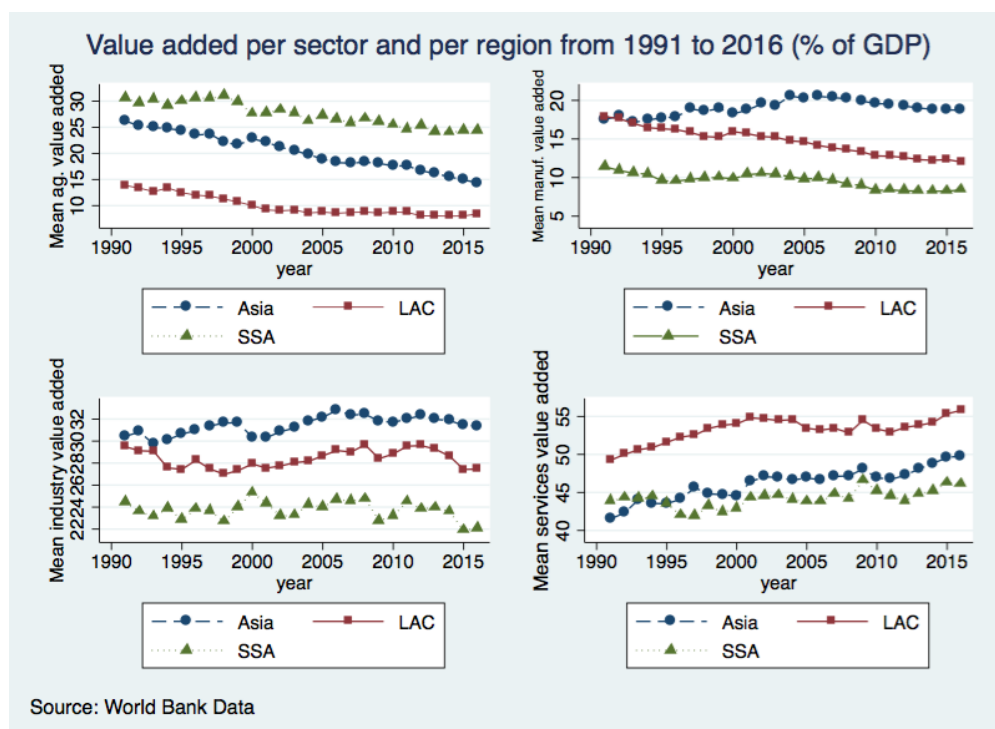 Value added per sector and per region from 1991 to 2016 (% of GDP)
Mean ag. value added
10 15 20 25 30
1990 1995 2000 2005 2010 2015
year
Asia LAC
SSA
Mean manuf. value added
5 10 15 20
1990 1995 2000 2005 2010 2015
year
Asia LAC
SSA
Mean industry value added
222426283032
1990 1995 2000 2005 2010 2015
year
Asia LAC
SSA
Mean services value added
40 45 50 55
1990 1995 2000 2005 2010 2015
year
Asia LAC
SSA
Source: World Bank Data